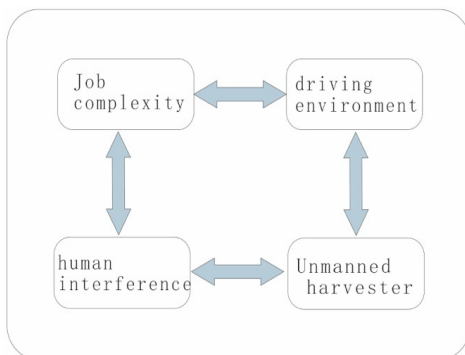 Job
complexity
driving
environment
human
interference
Unmanned
harvester